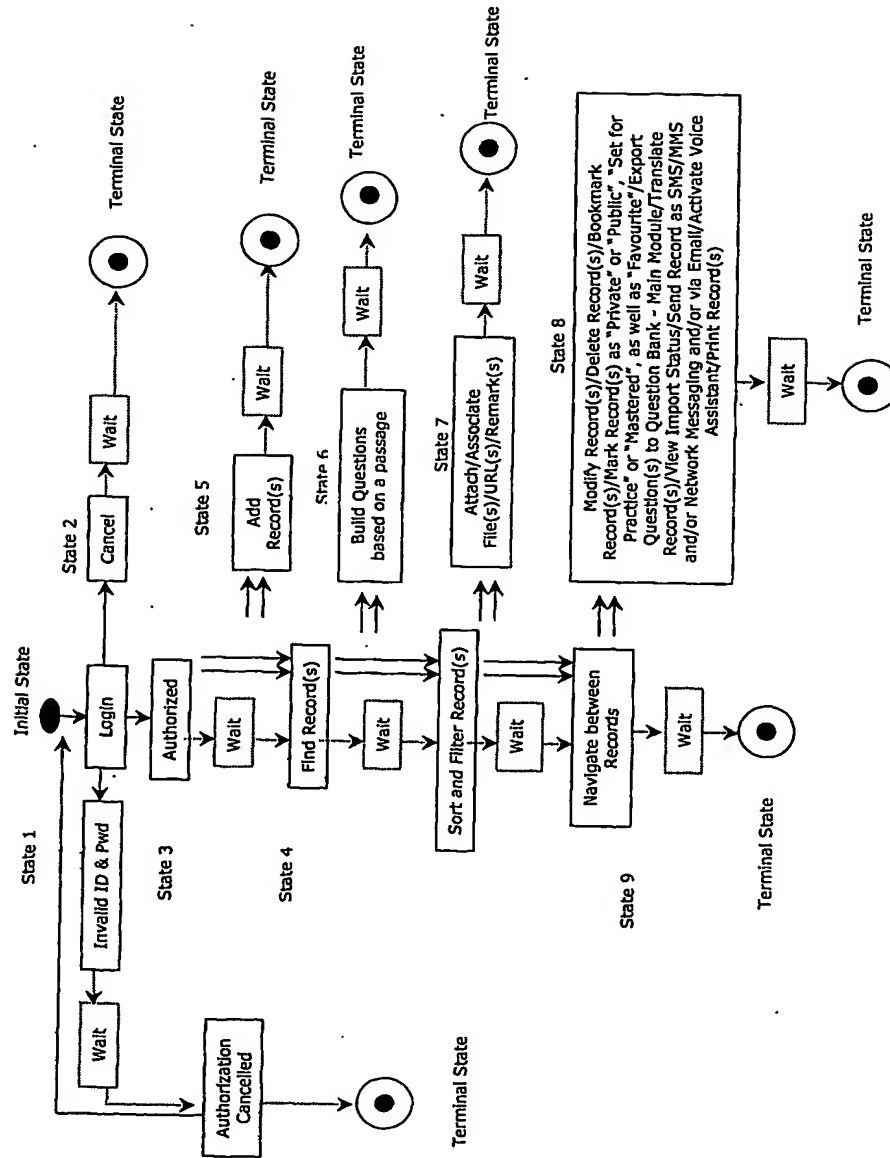 Initial State
State 1
Login
State 2
Cancel
Wait
Terminal State
Invalid ID & Pwd
Wait
Authorization
Cancelled
Terminal State
State 3
Authorized
Wait
State 5
Add
Record(s)
Wait
Terminal State
State 4
Find Record(s)
Wait
State 6
Build Questions
based on a passage
Wait
Terminal State
Sort and Filter Record(s)
Wait
State 7
Attach/Associate
File(s)/URL(s)/Remark(s)
Wait
Terminal State
State 9
Navigate between
Records
Wait
Terminal State
State 8
Modify Record(s)/Delete Record(s)/Bookmark
Record(s)/Mark Record(s) as "Private" or "Public", "Set for
Practice" or "Mastered", as well as "Favourite"/Export
Question(s) to Question Bank - Main Module/Translate
Record(s)/View Import Status/Send Record as SMS/MMS
and/or Network Messaging and/or via Email/Activate Voice
Assistant/Print Record(s)
Wait
Terminal State